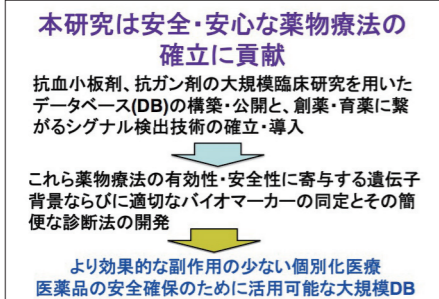 本研究は安全・安心な薬物療法の
確立に貢献
抗血小板剤、抗ガン剤の大規模臨床研究を用いた
データベース(DB)の構築・公開と、創薬・育薬に繋
がるシグナル検出技術の確立・導入
これら薬物療法の有効性・安全性に寄与する遺伝子
背景ならびに適切なバイオマーカーの同定とその簡
便な診断法の開発
より効果的な副作用の少ない個別化医療
医薬品の安全確保のために活用可能な大規模DB